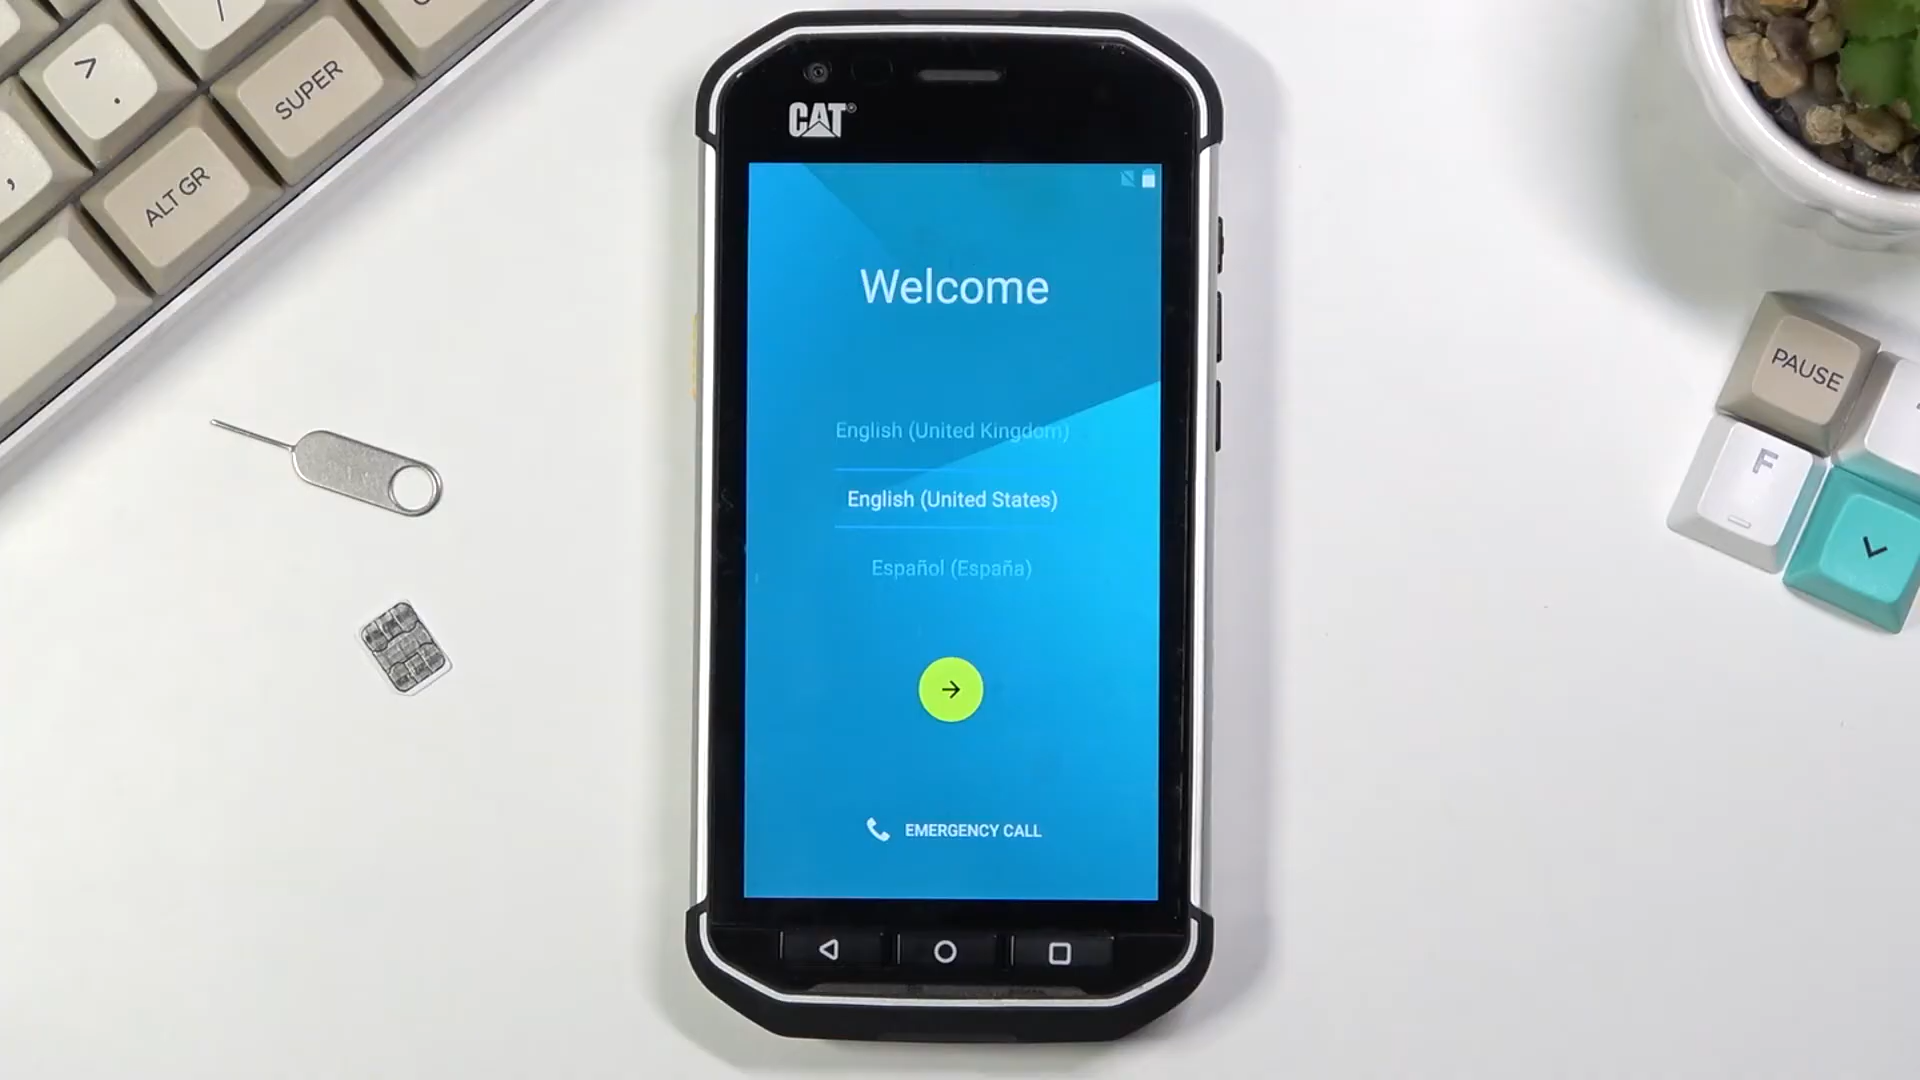 >
.
/
,
SUPER
ALT GR
CAT®
Welcome
English (United Kingdom)
English (United States)
Español (España)
EMERGENCY CALL
PAUSE
F